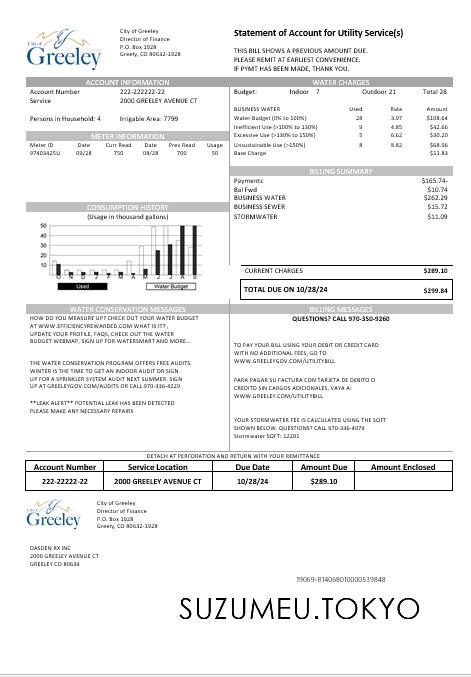 City of
Greeley
City of Greeley
Director of Finance
P.O. Box 1928
Greely, CO 80632-1928
Statement of Account for Utility Service(s)
THIS BILL SHOWS A PREVIOUS AMOUNT DUE.
PLEASE REMIT AT EARLIEST CONVENIENCE.
IF PYMT HAS BEEN MADE, THANK YOU.
ACCOUNT INFORMATION
Account Number 222-222222-22
Service 2000 GREELEY AVENUE CT
Persons in Household: 4 Irrigable Area: 7799
METER INFORMATION
Meter ID Date Curr Read Date Prev Read Usage
97403425U 09/28 750 08/28 700 50
CONSUMPTION HISTORY
(Usage in thousand gallons)
50
40
30
20
10
O N D J F M A M J J A S
Used Water Budget
WATER CHARGES
Budget: Indoor 7 Outdoor 21 Total 28
BUSINESS WATER Used Rate Amount
Water Budget (0% to 100%) 28 3.97 $108.64
Inefficient Use (>100% to 130%) 9 4.85 $42.66
Excessive Use (>130% to 150%) 5 6.62 $30.20
Unsustainable Use (>150%) 8 8.82 $68.96
Base Charge $11.83
BILLING SUMMARY
Payments $165.74-
Bal Fwd $10.74
BUSINESS WATER $262.29
BUSINESS SEWER $15.72
STORMWATER $11.09
CURRENT CHARGES $289.10
TOTAL DUE ON 10/28/24 $299.84
WATER CONSERVATION MESSAGES
HOW DO YOU MEASURE UP? CHECK OUT YOUR WATER BUDGET
AT WWW.EFFICIENCYREWARDED.COM WHAT IS IT?,
UPDATE YOUR PROFILE, FAQS, CHECK OUT THE WATER
BUDGET WEBMAP, SIGN UP FOR WATERSMART AND MORE..
THE WATER CONSERVATION PROGRAM OFFERS FREE AUDITS.
WINTER IS THE TIME TO GET AN INDOOR AUDIT OR SIGN
UP FOR A SPRINKLER SYSTEM AUDIT NEXT SUMMER. SIGN
UP AT GREELEYGOV.COM/AUDITS OR CALL 970-336-4229
**LEAK ALERT** POTENTIAL LEAK HAS BEEN DETECTED
PLEASE MAKE ANY NECESSARY REPAIRS
BILLING MESSAGES
QUESTIONS? CALL 970-350-9260
TO PAY YOUR BILL USING YOUR DEBIT OR CREDIT CARD
WITH NO ADDITIONAL FEES, GO TO
WWW.GREELEYGOV.COM/UTILITYBILL
PARA PAGAR SU FACTURA CON TARJETA DE DEBITO O
CREDITO SIN CARGOS ADICIONALES, VAYA A:
WWW.GREELEY.COM/UTILITYBILL
YOUR STORMWATER FEE IS CALCULATED USING THE SQFT
SHOWN BELOW. QUESTIONS? CALL 970-336-4074
Stormwater SQFT: 12201
DETACH AT PERFORATION AND RETURN WITH YOUR REMITTANCE
Account Number Service Location Due Date Amount Due Amount Enclosed
222-22222-22 2000 GREELEY AVENUE CT 10/28/24 $289.10
City of
Greeley
City of Greeley
Director of Finance
P.O. Box 1928
Greely, CO 80632-1928
DASDEN RX INC
2000 GREELEY AVENUE CT
GREELEY CO 80634
19069-814068010000539848
SUZUMEU.TOKYO